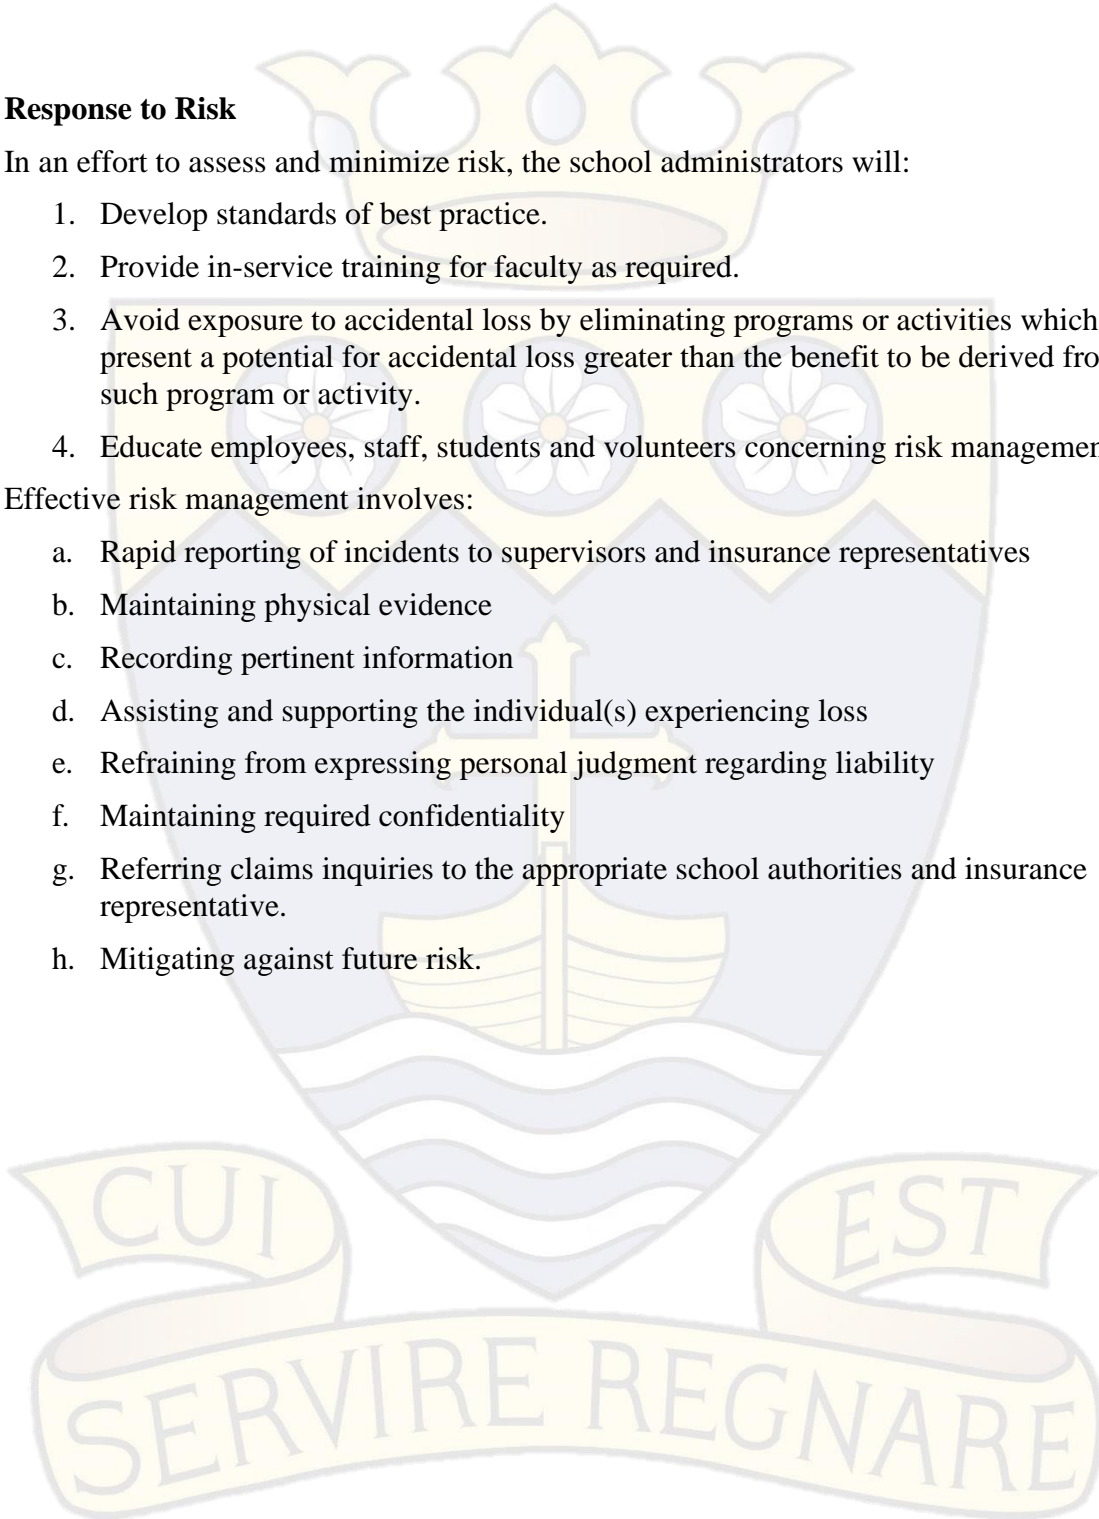 Response to Risk
In an effort to assess and minimize risk, the school administrators will:
1. Develop standards of best practice.
2. Provide in-service training for faculty as required.
3. Avoid exposure to accidental loss by eliminating programs or activities which
present a potential for accidental loss greater than the benefit to be derived fro
such program or activity.
4. Educate employees, staff, students and volunteers concerning risk managemen
Effective risk management involves:
a. Rapid reporting of incidents to supervisors and insurance representatives
b. Maintaining physical evidence
c. Recording pertinent information
d. Assisting and supporting the individual(s) experiencing loss
e. Refraining from expressing personal judgment regarding liability
f. Maintaining required confidentiality
g. Referring claims inquiries to the appropriate school authorities and insurance
representative.
h. Mitigating against future risk.
CUI EST
SERVIRE REGNARE